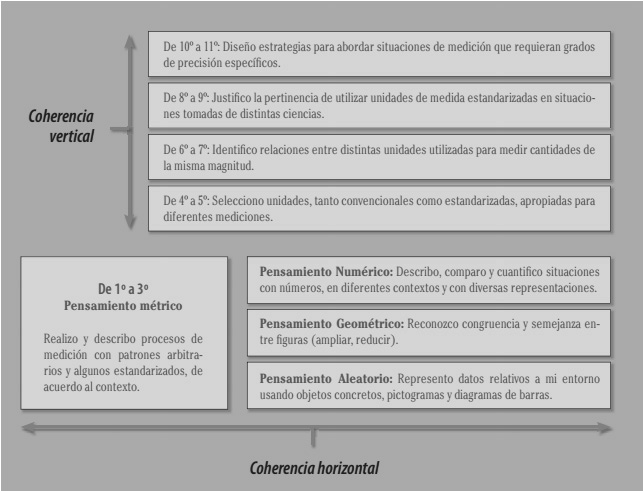 De 10º a 11º: Diseño estrategias para abordar situaciones de medición que requieran grados
de precisión específicos.
Coherencia
vertical
De 8º a 9º: Justifico la pertinencia de utilizar unidades de medida estandarizadas en situacio-
nes tomadas de distintas ciencias.
De 6º a 7º: Identifico relaciones entre distintas unidades utilizadas para medir cantidades de
la misma magnitud.
De 4º a 5º: Selecciono unidades, tanto convencionales como estandarizadas, apropiadas para
diferentes mediciones.
De 1º a 3º
Pensamiento métrico
Realizo y describo procesos de
medición con patrones arbitra-
rios y algunos estandarizados, de
acuerdo al contexto.
Pensamiento Numérico: Describo, comparo y cuantifico situaciones
con números, en diferentes contextos y con diversas representaciones.
Pensamiento Geométrico: Reconozco congruencia y semejanza en-
tre figuras (ampliar, reducir).
Pensamiento Aleatorio: Represento datos relativos a mi entorno
usando objetos concretos, pictogramas y diagramas de barras.
Coherencia horizontal